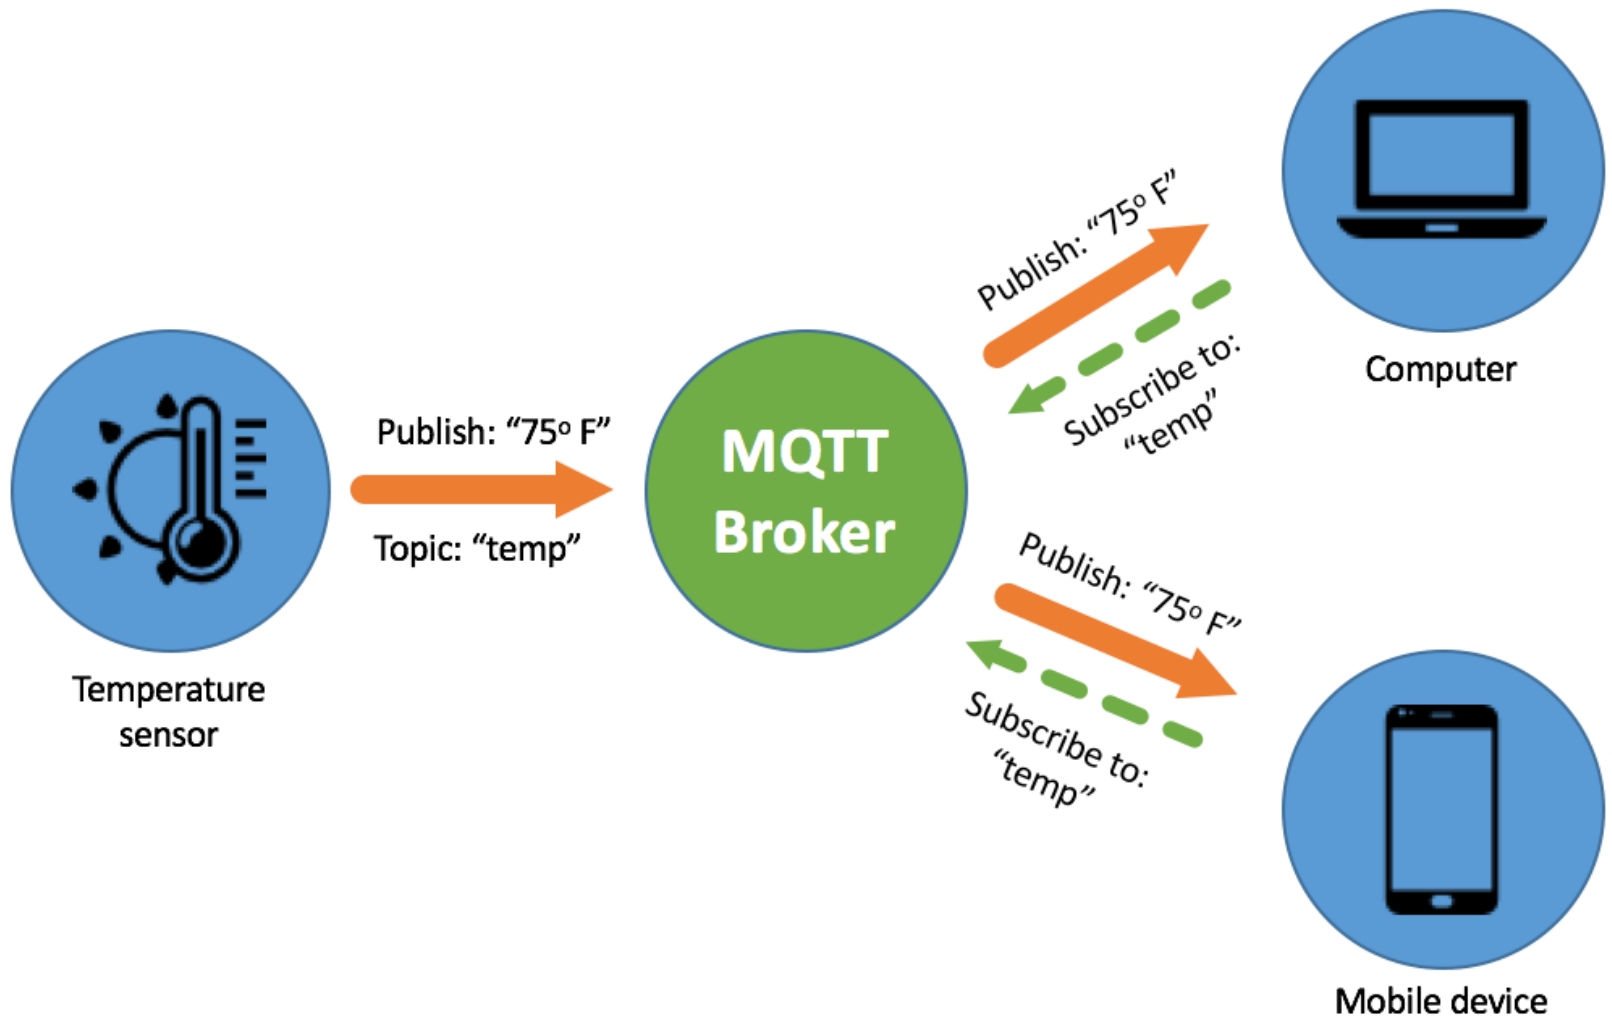 Publish: “75º F”
Topic: “temp”
Temperature
sensor
MQTT
Broker
Publish: “75º F”
Subscribe to:
“temp”
Computer
Publish: “75º F”
Subscribe to:
“temp”
Mobile device